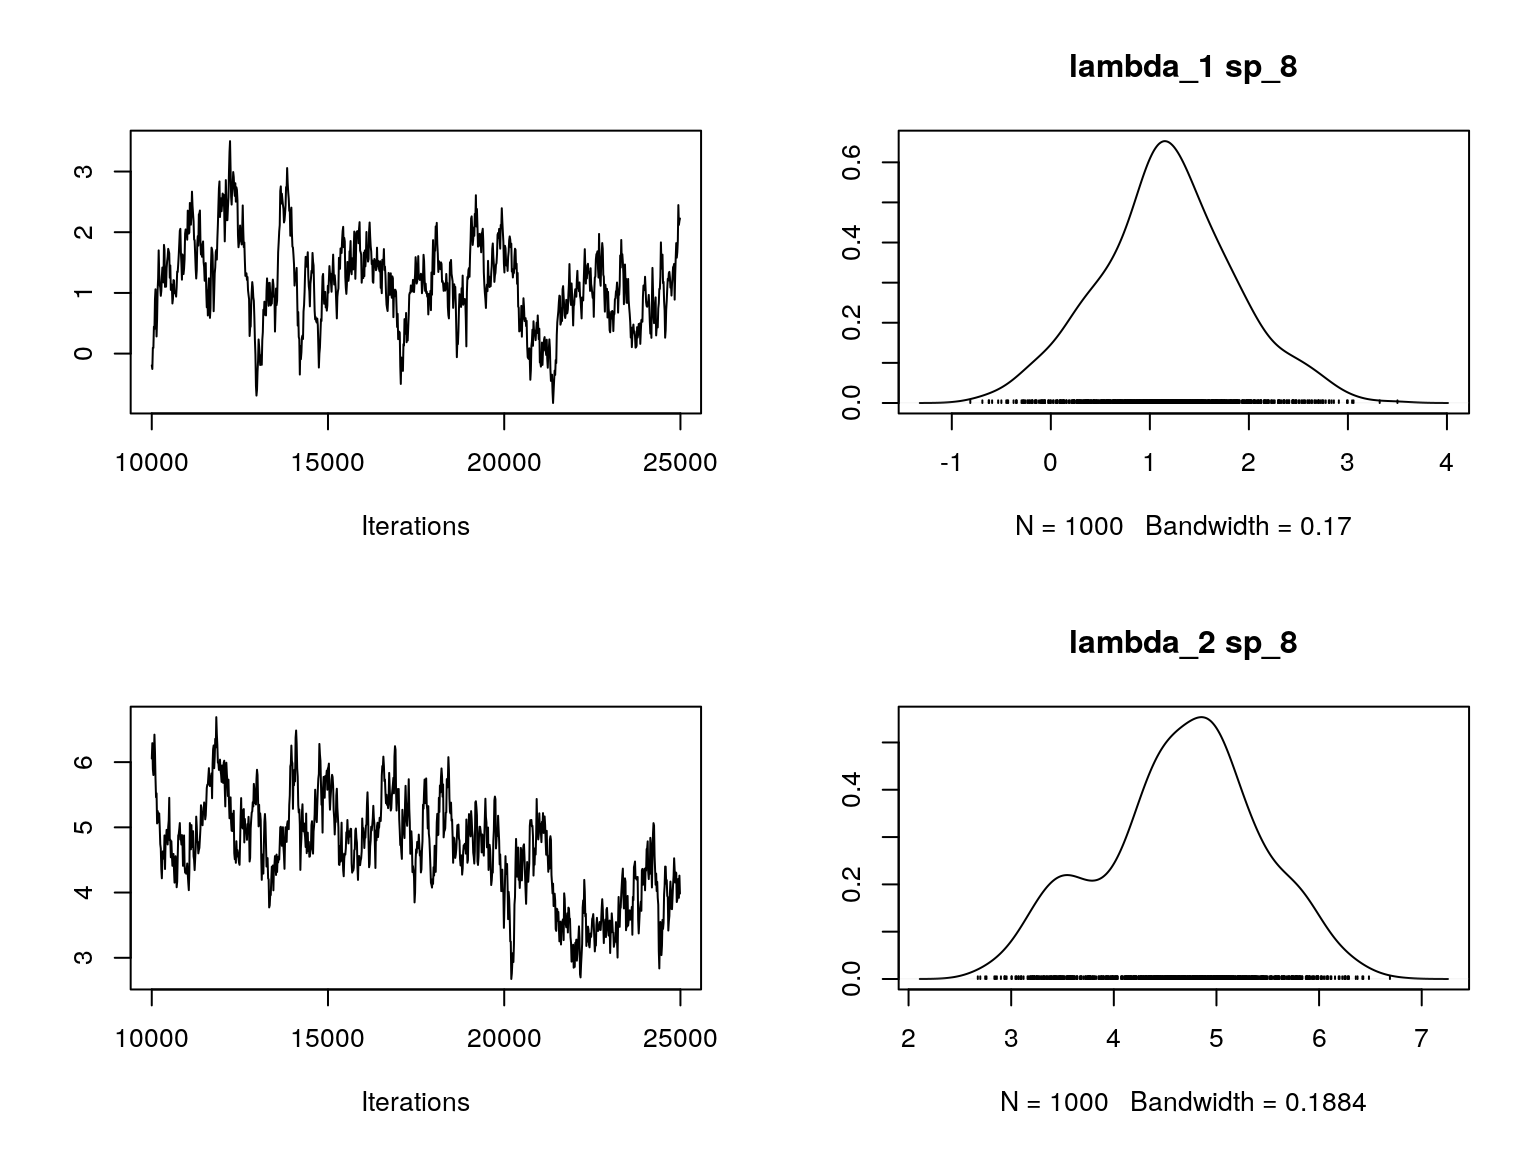 lambda_1 sp_8
3
2
1
0
10000 15000 20000 25000
Iterations
0.6
0.4
0.2
0.0
-1 0 1 2 3 4
N = 1000 Bandwidth = 0.17
lambda_2 sp_8
6
5
4
3
10000 15000 20000 25000
Iterations
0.4
0.2
0.0
2 3 4 5 6 7
N = 1000 Bandwidth = 0.1884